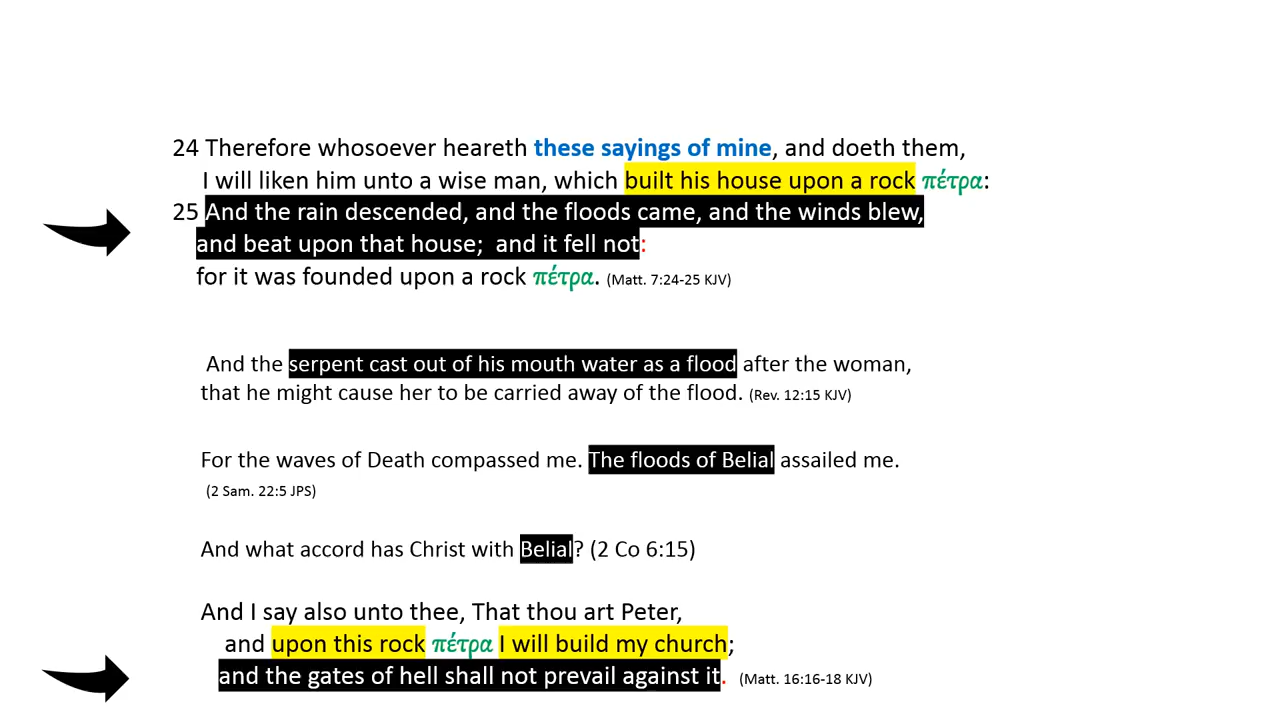 24 Therefore whosoever heareth these sayings of mine, and doeth them,
I will liken him unto a wise man, which built his house upon a rock πέτρα:
25 And the rain descended, and the floods came, and the winds blew,
and beat upon that house; and it fell not:
for it was founded upon a rock πέτρα. (Matt. 7:24-25 KJV)
And the serpent cast out of his mouth water as a flood after the woman,
that he might cause her to be carried away of the flood. (Rev. 12:15 KJV)
For the waves of Death compassed me. The floods of Belial assailed me.
(2 Sam. 22:5 JPS)
And what accord has Christ with Belial? (2 Co 6:15)
And I say also unto thee, That thou art Peter,
and upon this rock πέτρα I will build my church;
and the gates of hell shall not prevail against it. (Matt. 16:16-18 KJV)